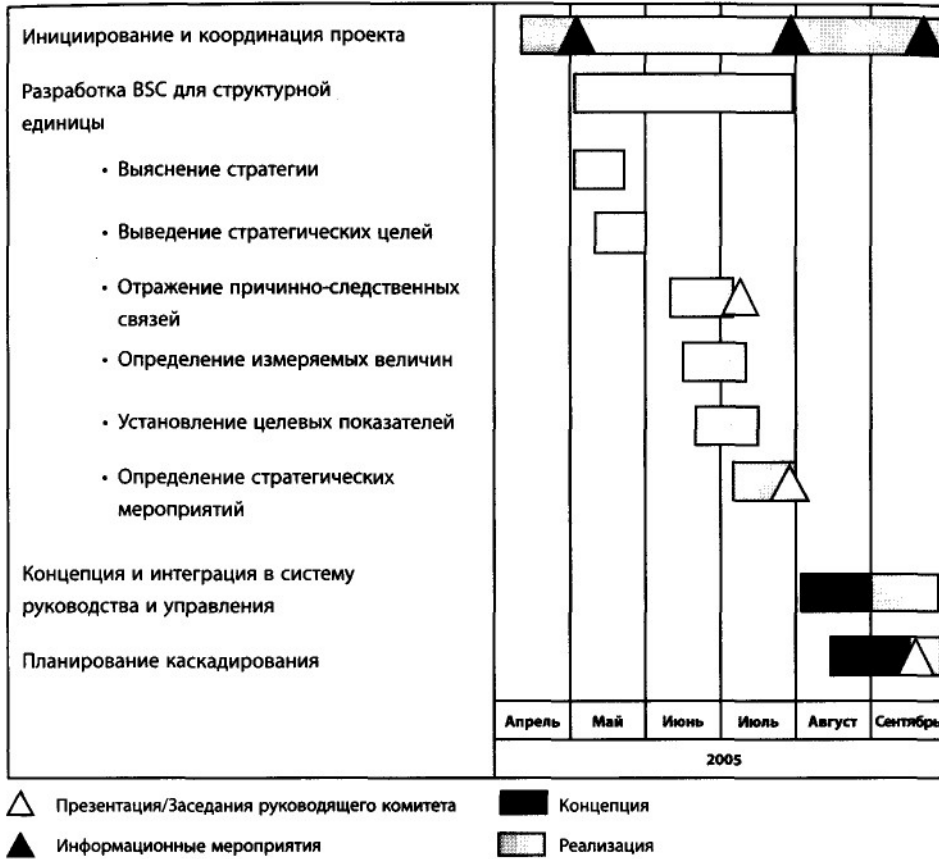 Инициирование и координация проекта
Разработка BSC для структурной
единицы
• Выяснение стратегии
• Выведение стратегических целей
• Отражение причинно-следственных
связей
• Определение измеряемых величин
• Установление целевых показателей
• Определение стратегических
мероприятий
Концепция и интеграция в систему
руководства и управления
Планирование каскадирования
Апрель Май Июнь Июль Август Сентябрь
2005
Презентация/Заседания руководящего комитета
Концепция
Информационные мероприятия
Реализация